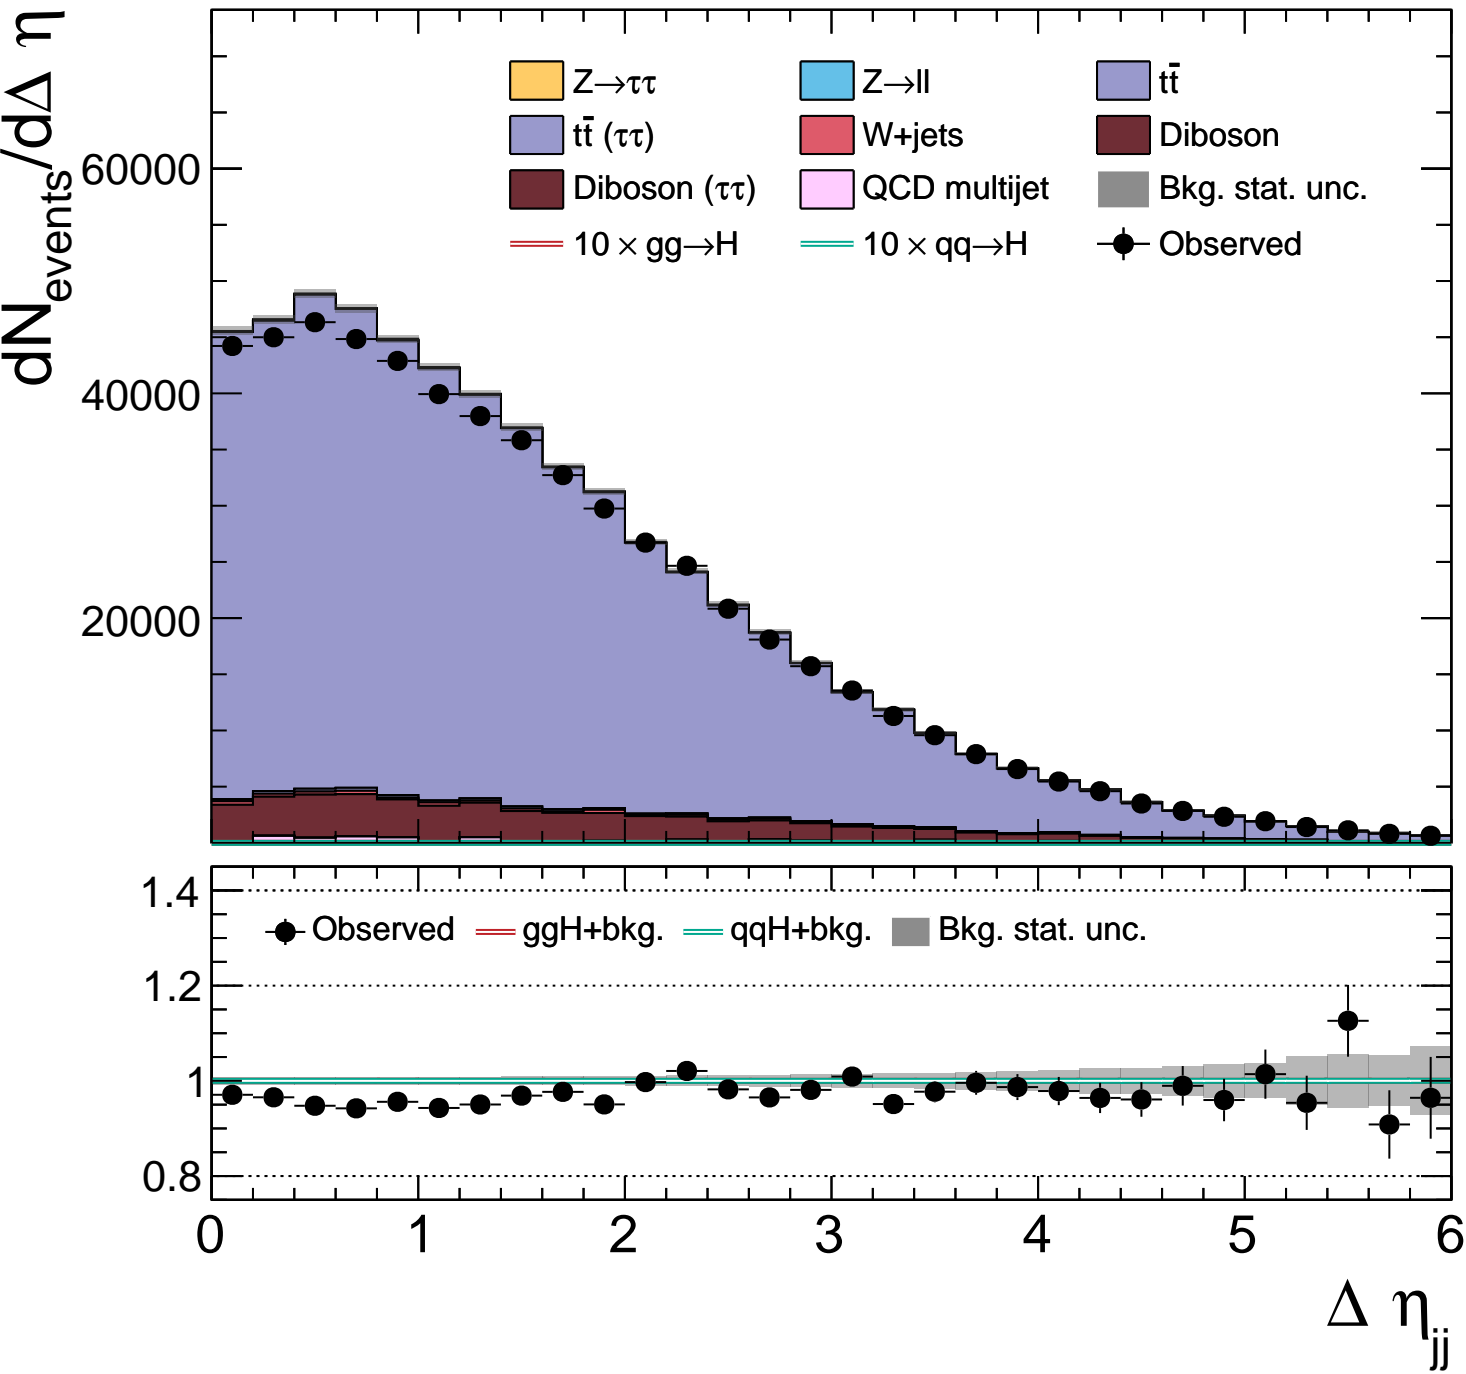 dN_events/dΔ η
60000
40000
20000
Z→ττ Z→ll tt̄
tt̄ (ττ) W+jets Diboson
Diboson (ττ) QCD multijet Bkg. stat. unc.
10 × gg→H 10 × qq→H Observed
1.4
1.2
1
0.8
Observed ggH+bkg. qqH+bkg. Bkg. stat. unc.
0 1 2 3 4 5 6
Δ η_jj